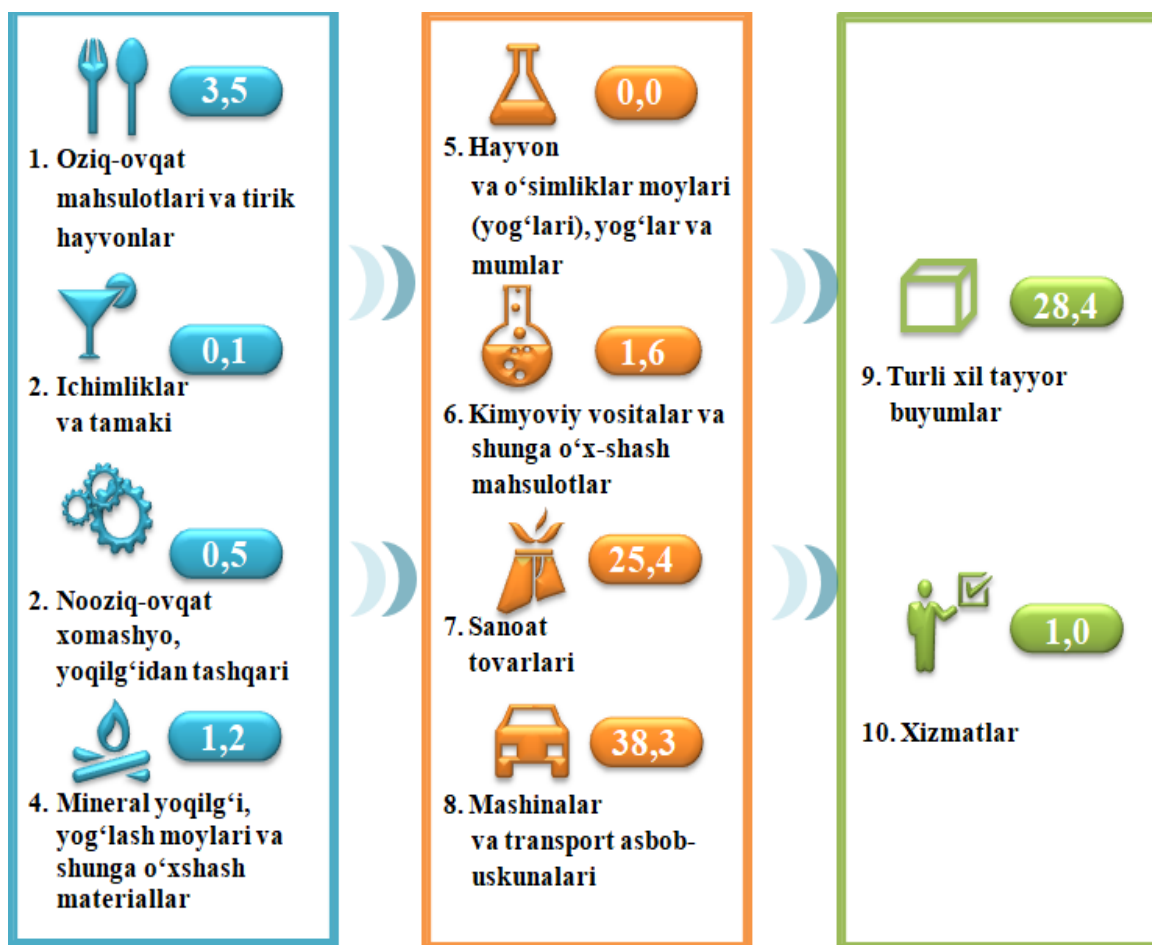 3,5
1. Oziq-ovqat
mahsulotlari va tirik
hayvonlar
0,1
2. Ichimliklar
va tamaki
0,5
2. Nooziq-ovqat
xomashyo,
yoqilg‘idan tashqari
1,2
4. Mineral yoqilg‘i,
yog‘lash moylari va
shunga o‘xshash
materiallar
0,0
5. Hayvon
va o‘simliklar moylari
(yog‘lari), yog‘lar va
mumlar
1,6
6. Kimyoviy vositalar va
shunga o‘x-shash
mahsulotlar
25,4
7. Sanoat
tovarlari
38,3
8. Mashinalar
va transport asbob-
uskunalari
28,4
9. Turli xil tayyor
buyumlar
1,0
10. Xizmatlar